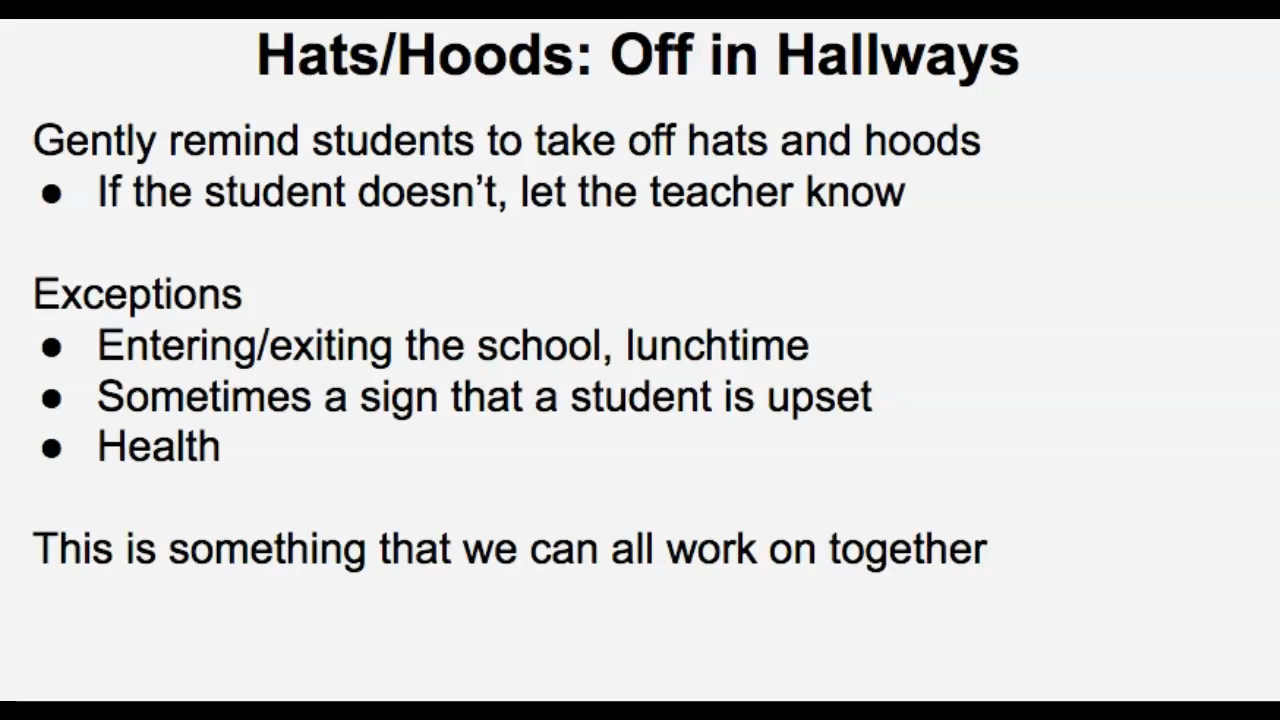 Hats/Hoods: Off in Hallways
Gently remind students to take off hats and hoods
● If the student doesn’t, let the teacher know
Exceptions
● Entering/exiting the school, lunchtime
● Sometimes a sign that a student is upset
● Health
This is something that we can all work on together